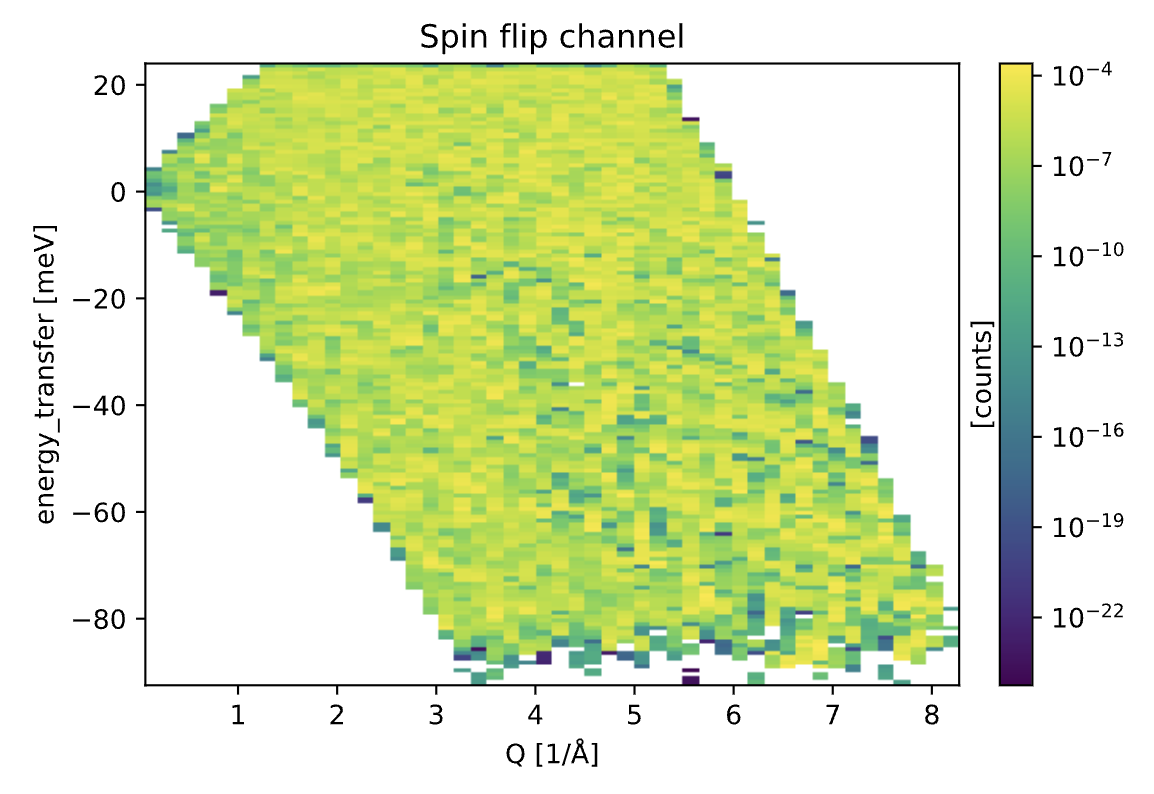 Spin flip channel
20
0
−20
−40
−60
−80
energy_transfer [meV]
1 2 3 4 5 6 7 8
Q [1/Å]
10⁻⁴
10⁻⁷
10⁻¹⁰
10⁻¹³
10⁻¹⁶
10⁻¹⁹
10⁻²²
[counts]